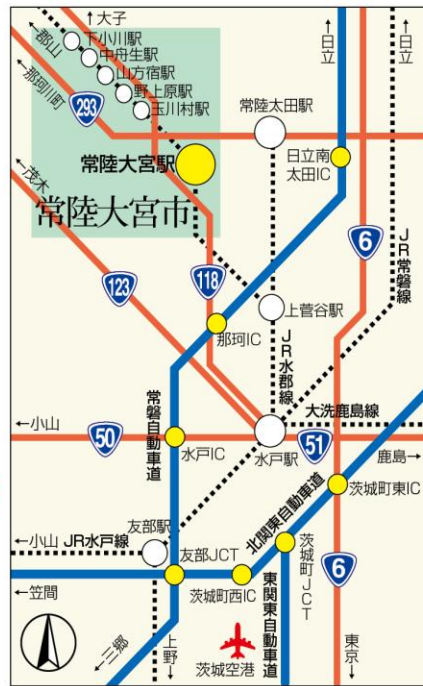 ↑大子
←郡山
←那珂川町
←茂木
下小川駅
中舟生駅
山方宿駅
野上原駅
玉川村駅
常陸大宮駅
常陸大宮市
293
↑日立
↑日立
常陸太田駅
日立南
太田IC
6
JR常磐線
118
123
上菅谷駅
那珂IC
JR水郡線
常磐自動車道
大洗鹿島線
←小山
50
水戸IC
水戸駅
51
鹿島→
友部駅
北関東自動車道
茨城町東IC
←小山
JR水戸線
友部JCT
茨城町西IC
茨城町JCT
←笠間
東関東自動車道
6
←三郷
上野↓
茨城空港
東京↓